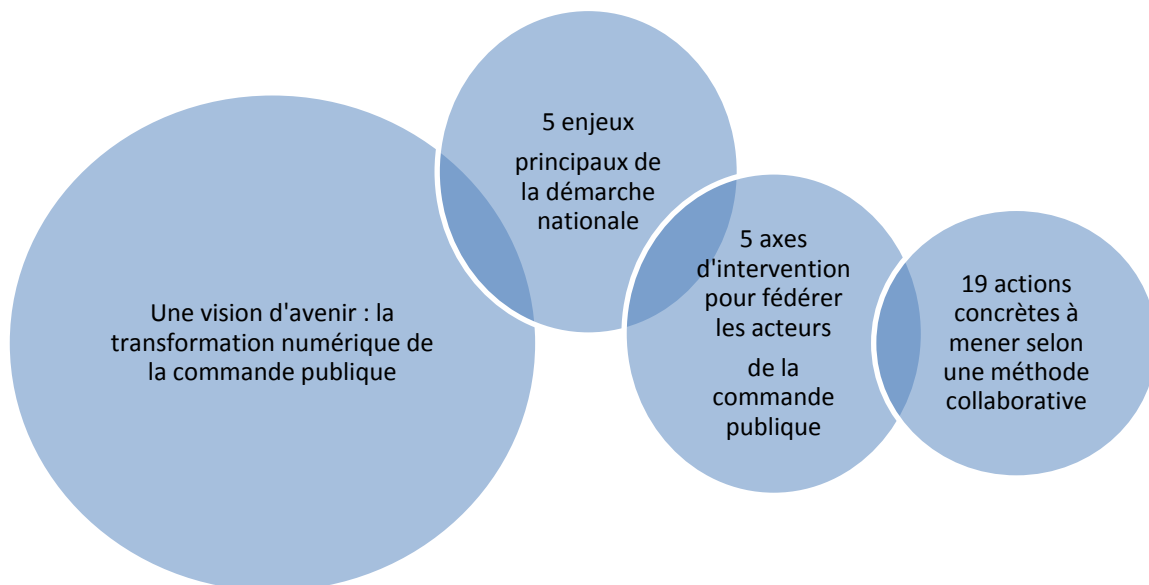 Une vision d'avenir : la
transformation numérique de
la commande publique
5 enjeux
principaux de
la démarche
nationale
5 axes
d'intervention
pour fédérer
les acteurs
de la
commande
publique
19 actions
concrètes à
mener selon
une méthode
collaborative